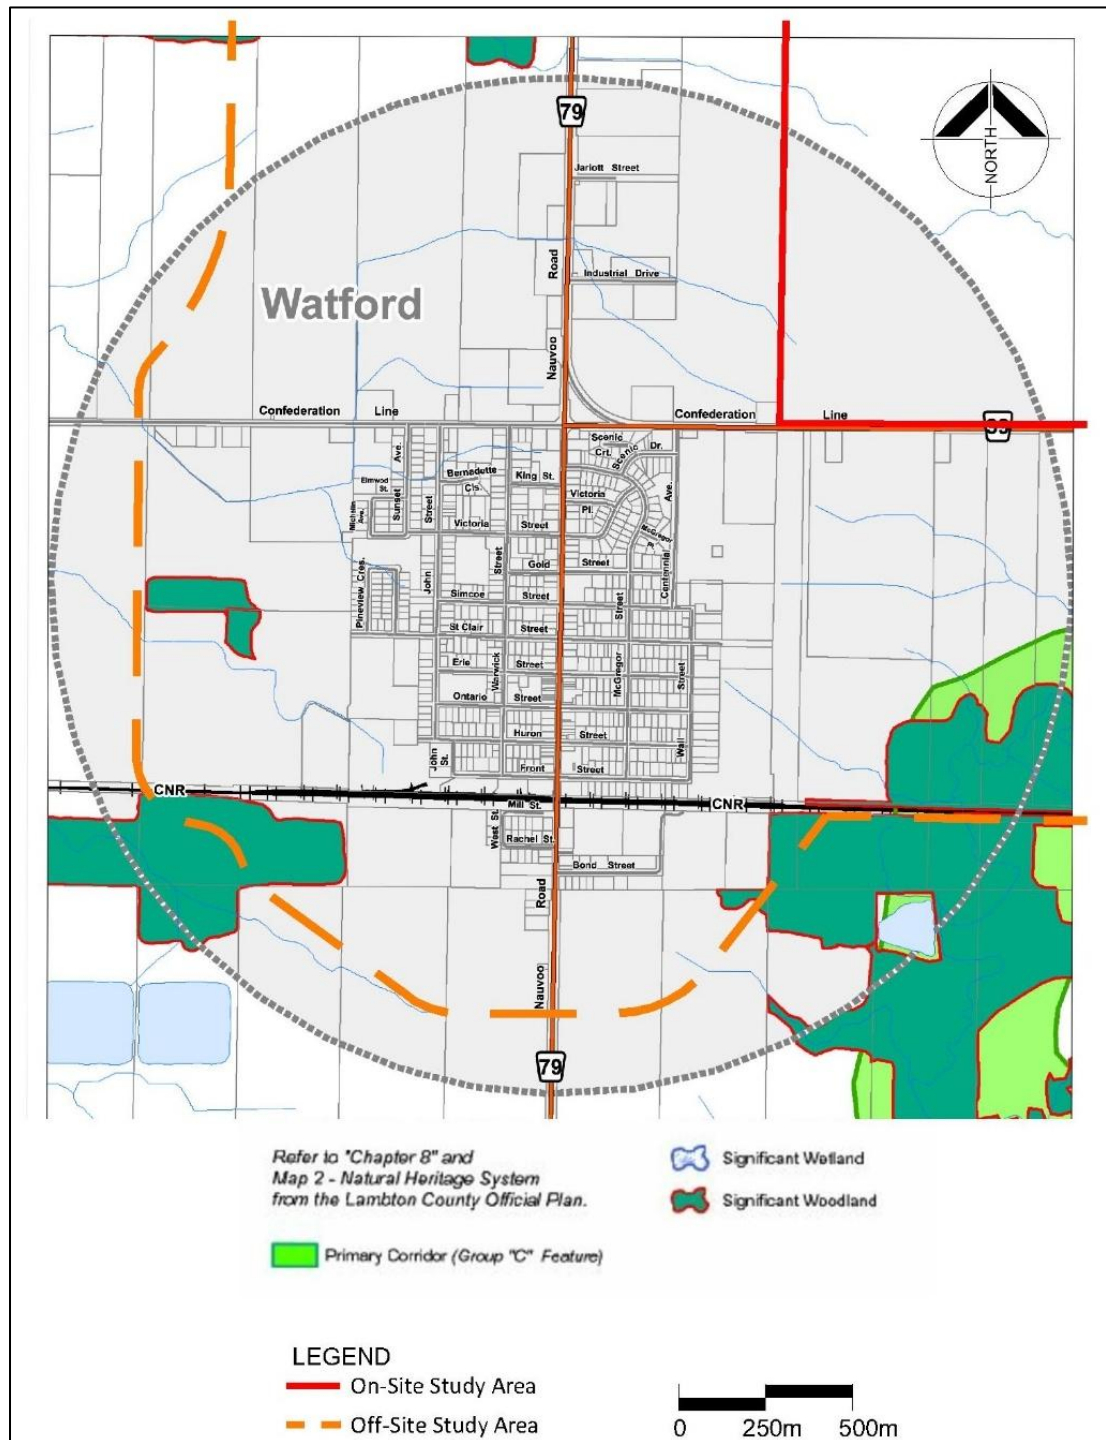 79
NORTH
Jariott Street
Road
Industrial Drive
Watford
Nauvoo
Confederation Line
Confederation Line
Ave.
Scenic
Crt.
Scenic
Dr.
Bernadette
Cls.
King St.
Elmwod
St.
Sunset
Street
Victoria
Pl.
Ave.
Michelin
Ave.
Victoria
Street
McGregor
Pl.
Street
Gold
Street
Pineview Cres.
John
Simcoe
Street
Street
Centennial
St Clair
Street
Erie
Street
Warwick
McGregor
Street
Ontario
Street
Huron
Street
John
St.
Front
Street
Wall
CNR
CNR
Mill St.
West St.
Rachel St.
Bond Street
Road
Nauvoo
79
Refer to "Chapter 8" and
Map 2 - Natural Heritage System
from the Lambton County Official Plan.
Significant Wetland
Significant Woodland
Primary Corridor (Group "C" Feature)
LEGEND
On-Site Study Area
Off-Site Study Area
0 250m 500m